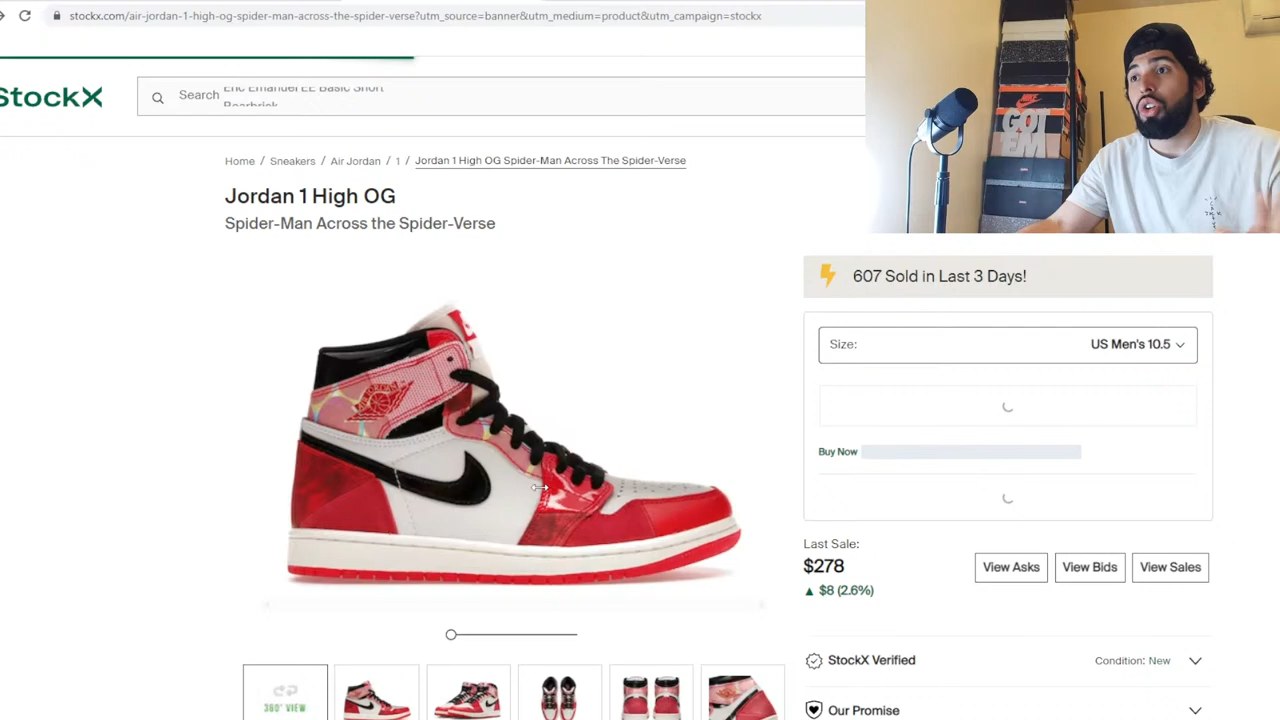 stockx.com/air-jordan-1-high-og-spider-man-across-the-spider-verse?utm_source=banner&utm_medium=product&utm_campaign=stockx
StockX
Search
Eric Emanuel EE Basic Short
Bearbrick
GOT
EM
Home / Sneakers / Air Jordan / 1 / Jordan 1 High OG Spider-Man Across The Spider-Verse
Jordan 1 High OG
Spider-Man Across the Spider-Verse
607 Sold in Last 3 Days!
Size: US Men's 10.5
Buy Now
Last Sale:
$278
▲ $8 (2.6%)
View Asks View Bids View Sales
StockX Verified Condition: New
360° VIEW
Our Promise